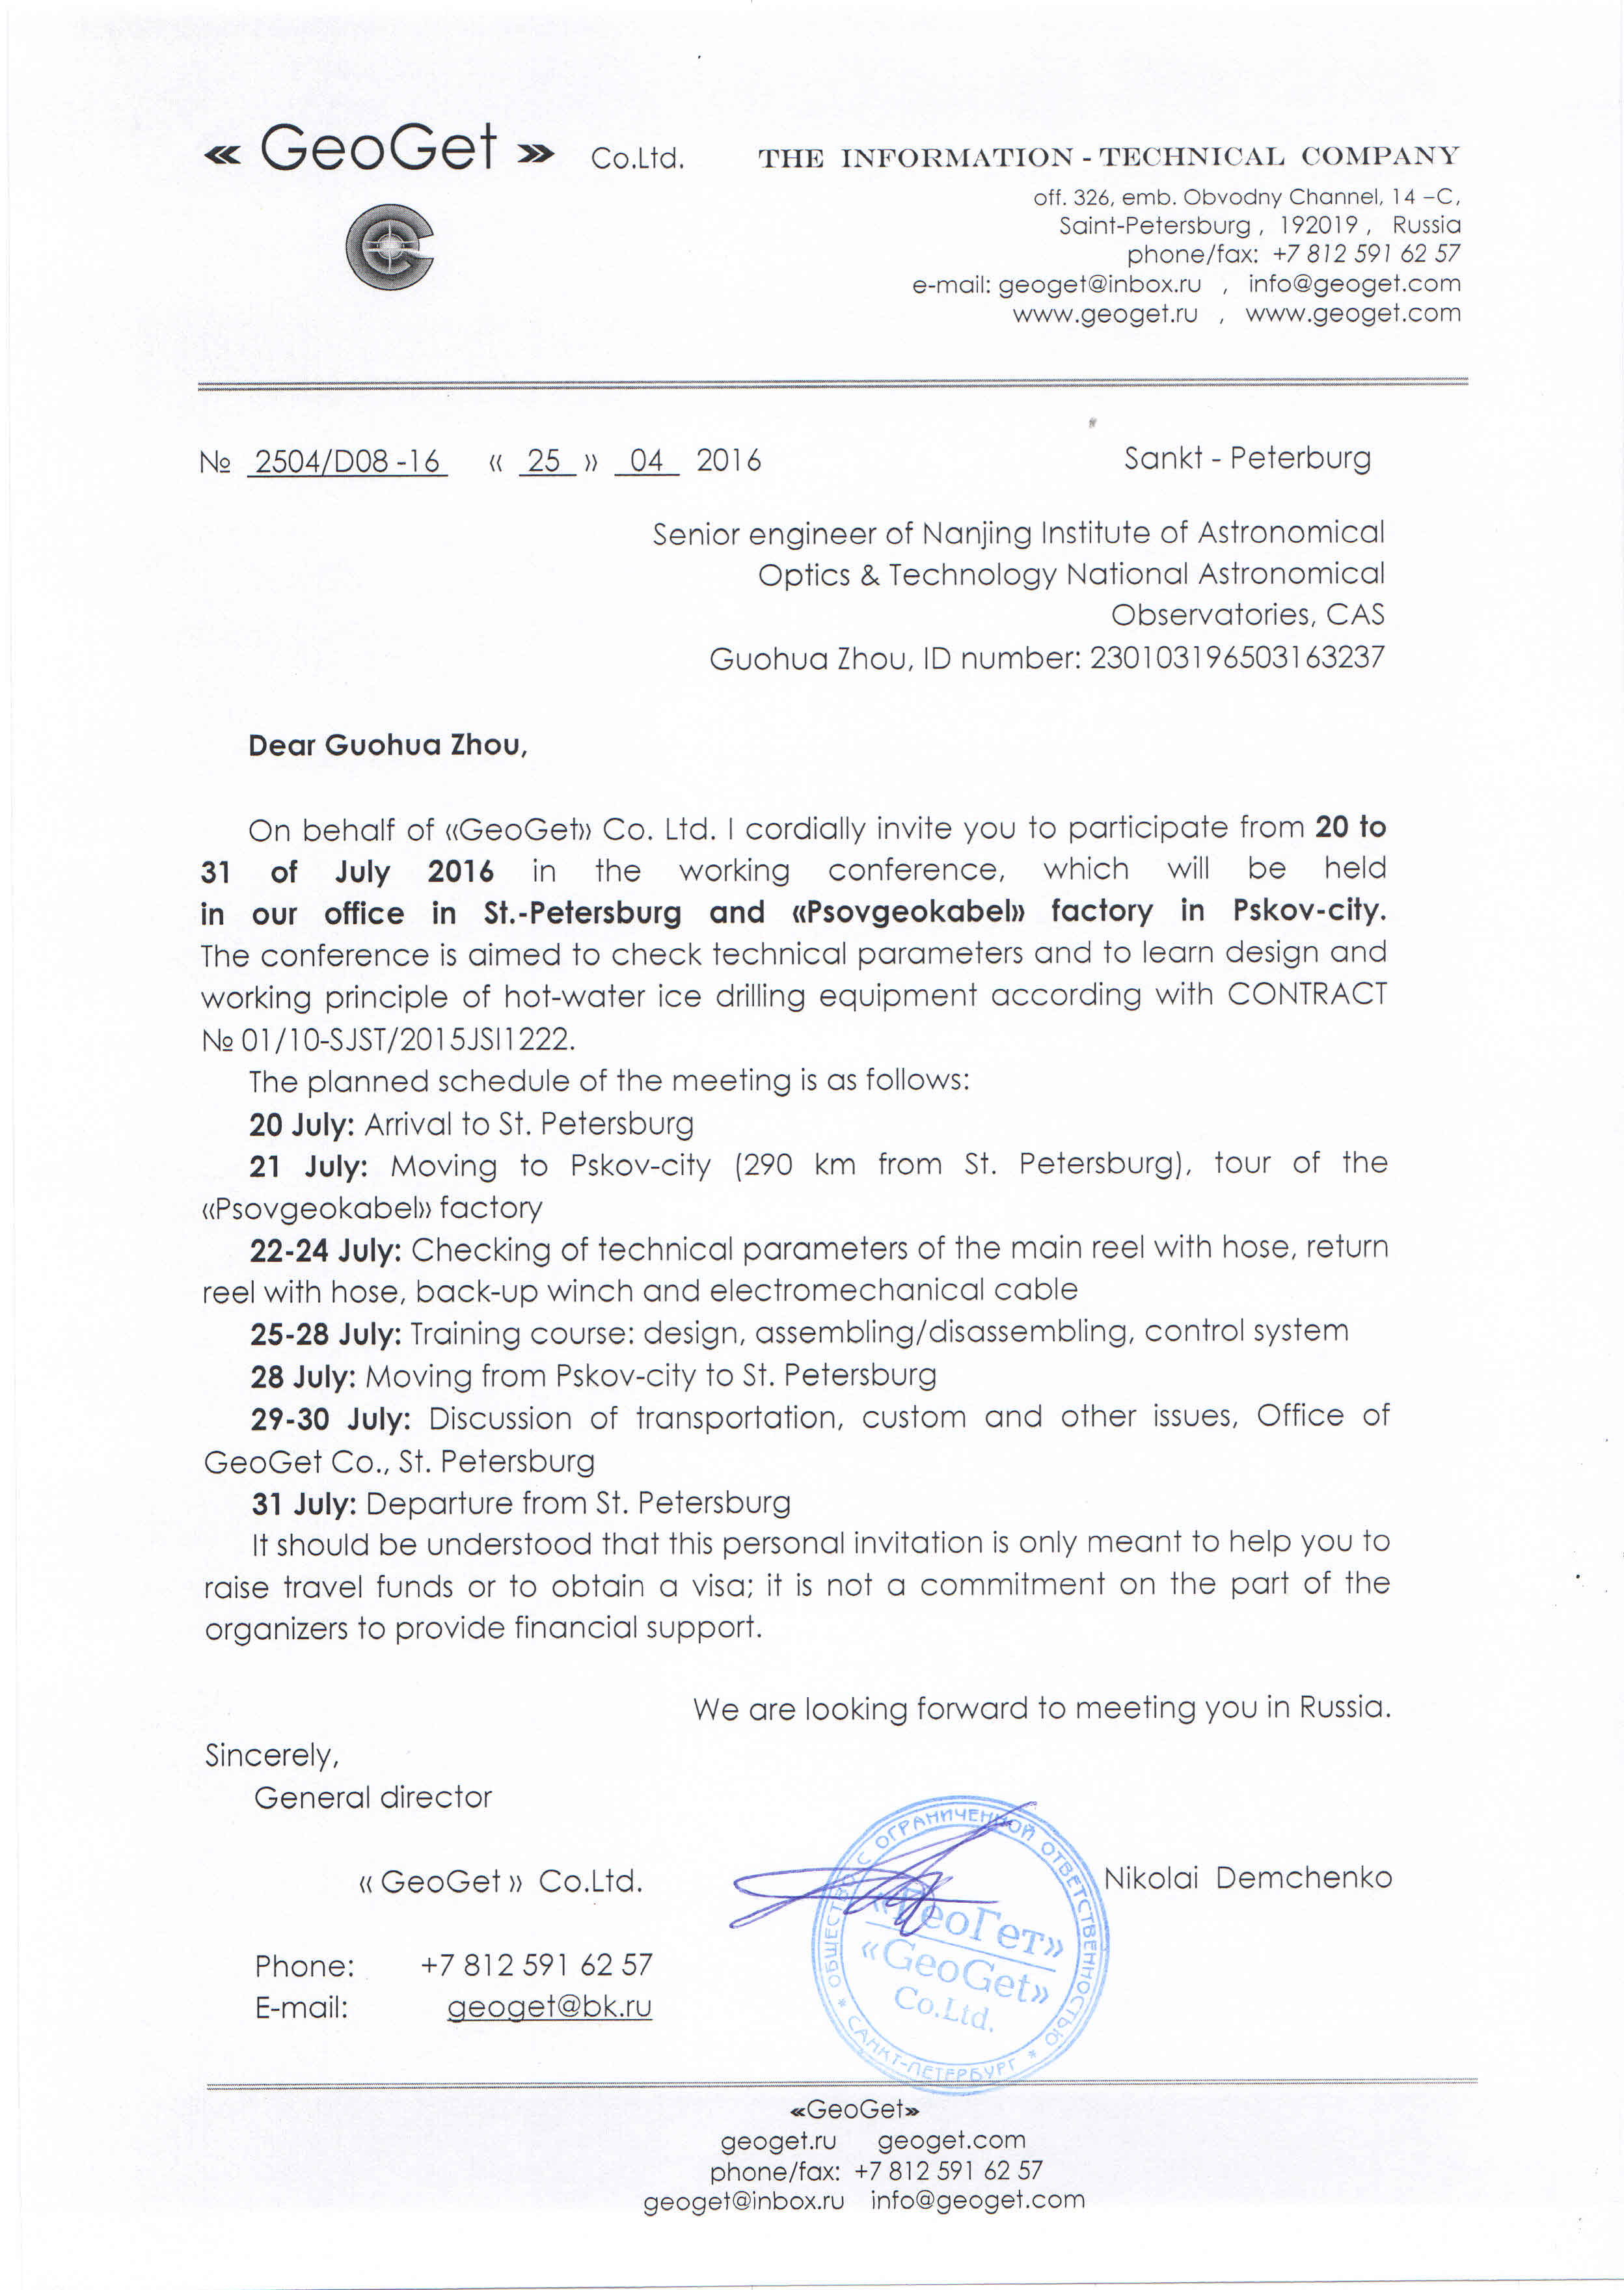 « GeoGet » Co.Ltd. THE INFORMATION - TECHNICAL COMPANY
off. 326, emb. Obvodny Channel, 14 –C,
Saint-Petersburg , 192019 , Russia
phone/fax: +7 812 591 62 57
e-mail: geoget@inbox.ru , info@geoget.com
www.geoget.ru , www.geoget.com
№ 2504/D08 -16 « 25 » 04 2016 Sankt - Peterburg
Senior engineer of Nanjing Institute of Astronomical
Optics & Technology National Astronomical
Observatories, CAS
Guohua Zhou, ID number: 230103196503163237
Dear Guohua Zhou,
On behalf of «GeoGet» Co. Ltd. I cordially invite you to participate from 20 to
31 of July 2016 in the working conference, which will be held
in our office in St.-Petersburg and «Psovgeokabel» factory in Pskov-city.
The conference is aimed to check technical parameters and to learn design and
working principle of hot-water ice drilling equipment according with CONTRACT
№ 01/10-SJST/2015JSI1222.
The planned schedule of the meeting is as follows:
20 July: Arrival to St. Petersburg
21 July: Moving to Pskov-city (290 km from St. Petersburg), tour of the
«Psovgeokabel» factory
22-24 July: Checking of technical parameters of the main reel with hose, return
reel with hose, back-up winch and electromechanical cable
25-28 July: Training course: design, assembling/disassembling, control system
28 July: Moving from Pskov-city to St. Petersburg
29-30 July: Discussion of transportation, custom and other issues, Office of
GeoGet Co., St. Petersburg
31 July: Departure from St. Petersburg
It should be understood that this personal invitation is only meant to help you to
raise travel funds or to obtain a visa; it is not a commitment on the part of the
organizers to provide financial support.
We are looking forward to meeting you in Russia.
Sincerely,
General director
« GeoGet » Co.Ltd. Nikolai Demchenko
ОБЩЕСТВО С ОГРАНИЧЕННОЙ ОТВЕТСТВЕННОСТЬЮ
* САНКТ-ПЕТЕРБУРГ *
«ГеоГет»
«GeoGet»
Co.Ltd.
Phone: +7 812 591 62 57
E-mail: geoget@bk.ru
«GeoGet»
geoget.ru geoget.com
phone/fax: +7 812 591 62 57
geoget@inbox.ru info@geoget.com